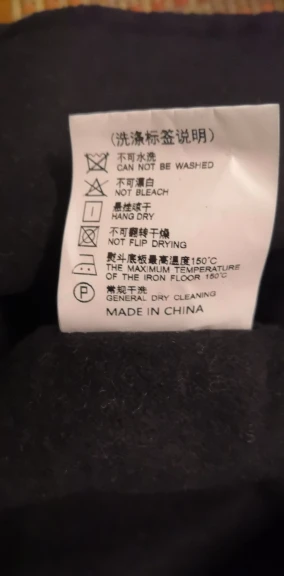 (洗涤标签说明)
不可水洗
CAN NOT BE WASHED
不可漂白
NOT BLEACH
悬挂晾干
HANG DRY
不可翻转干燥
NOT FLIP DRYING
熨斗底板最高温度150°C
THE MAXIMUM TEMPERATURE
OF THE IRON FLOOR 150°C
P
常规干洗
GENERAL DRY CLEANING
MADE IN CHINA